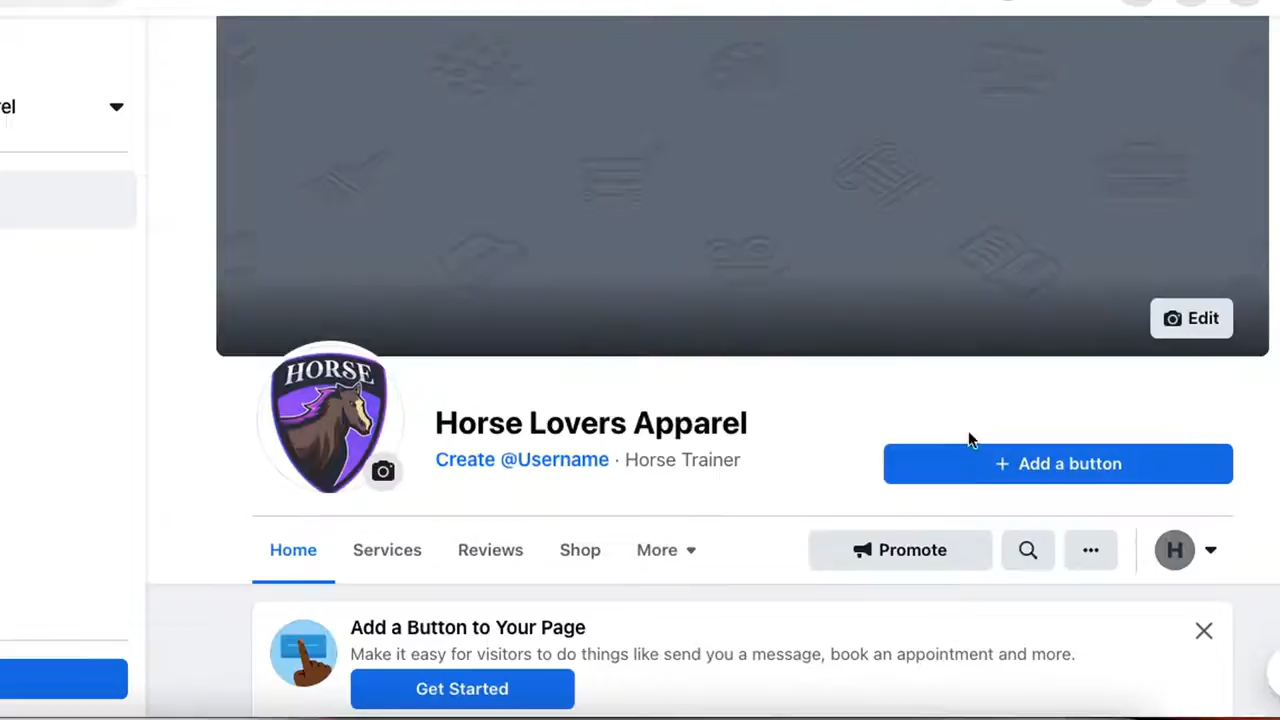 el
Edit
HORSE
Horse Lovers Apparel
Create @Username · Horse Trainer
+ Add a button
Home Services Reviews Shop More Promote ··· H
Add a Button to Your Page
Make it easy for visitors to do things like send you a message, book an appointment and more.
Get Started